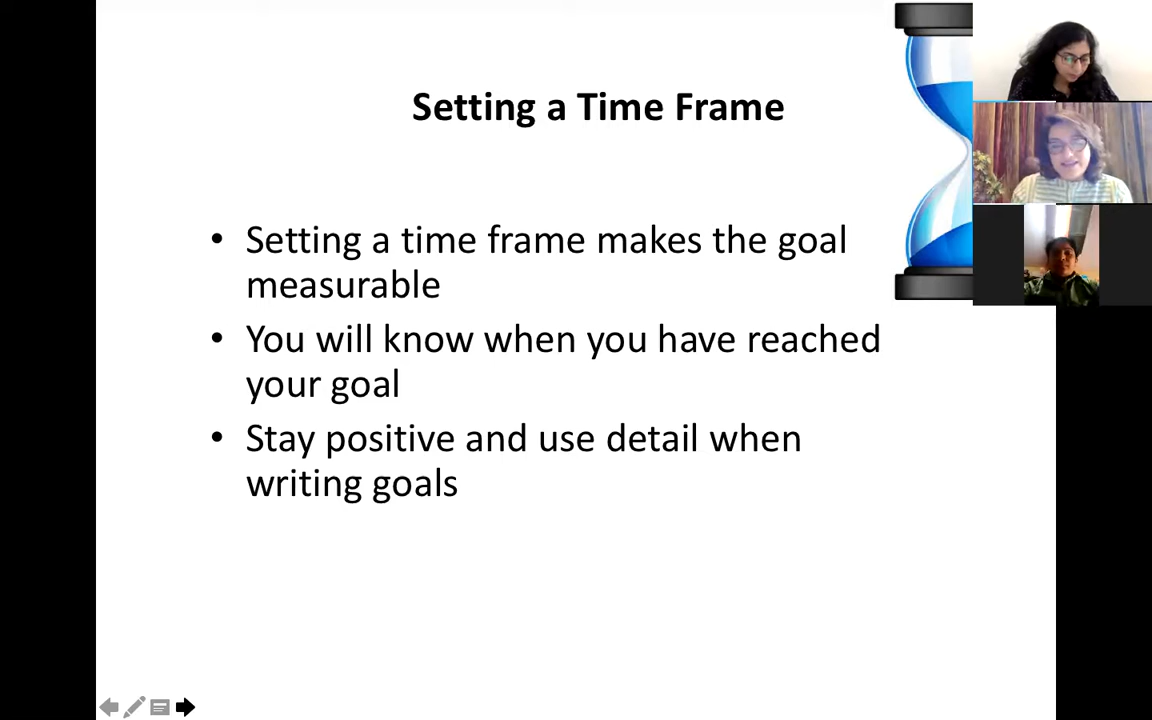 Setting a Time Frame
• Setting a time frame makes the goal
measurable
• You will know when you have reached
your goal
• Stay positive and use detail when
writing goals